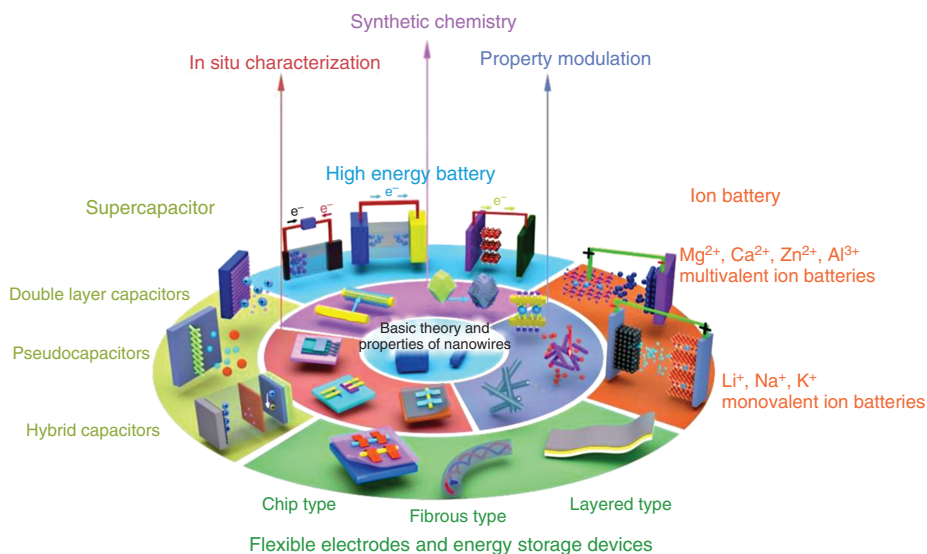 Synthetic chemistry
In situ characterization
Property modulation
High energy battery
e⁻
e⁻
e⁻
e⁻
Supercapacitor
Ion battery
Mg²⁺, Ca²⁺, Zn²⁺, Al³⁺
multivalent ion batteries
Double layer capacitors
Basic theory and
properties of nanowires
Pseudocapacitors
Li⁺, Na⁺, K⁺
monovalent ion batteries
Hybrid capacitors
Chip type
Fibrous type
Layered type
Flexible electrodes and energy storage devices